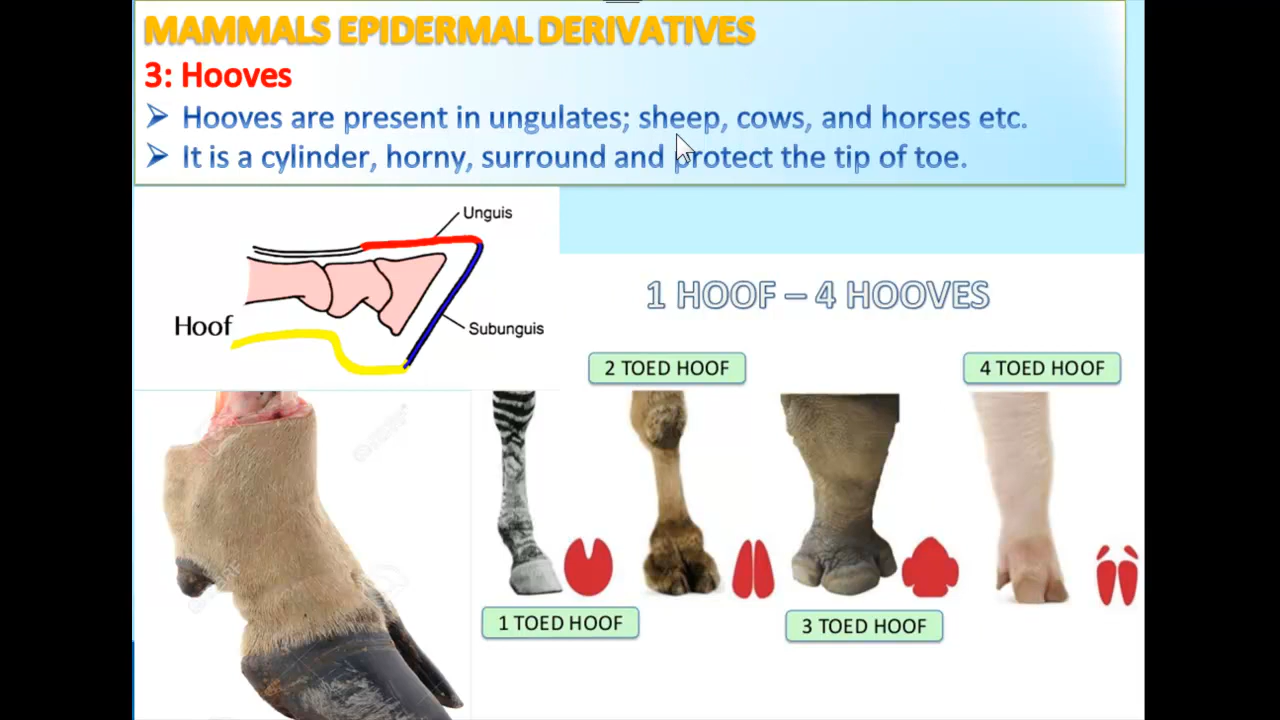 MAMMALS EPIDERMAL DERIVATIVES
3: Hooves
➢ Hooves are present in ungulates; sheep, cows, and horses etc.
➢ It is a cylinder, horny, surround and protect the tip of toe.
Unguis
Hoof
Subunguis
1 HOOF – 4 HOOVES
2 TOED HOOF
4 TOED HOOF
1 TOED HOOF
3 TOED HOOF